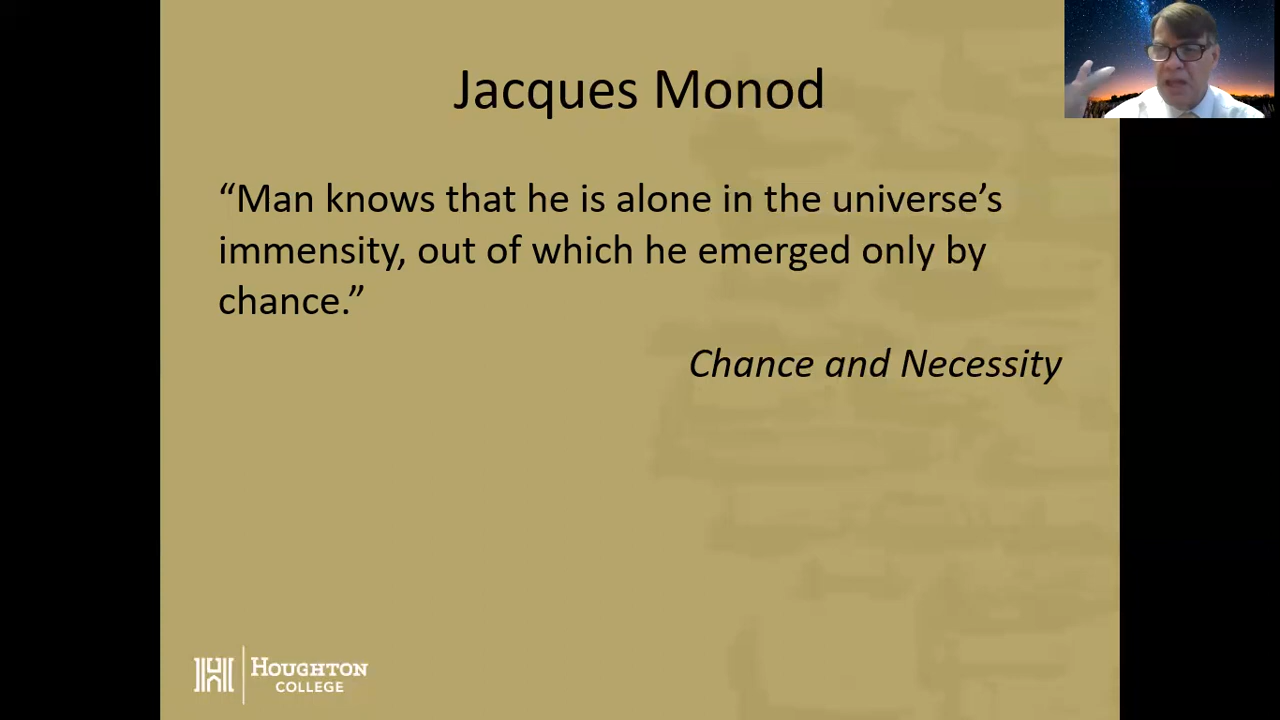 Jacques Monod
“Man knows that he is alone in the universe’s
immensity, out of which he emerged only by
chance.”
Chance and Necessity
HOUGHTON
COLLEGE